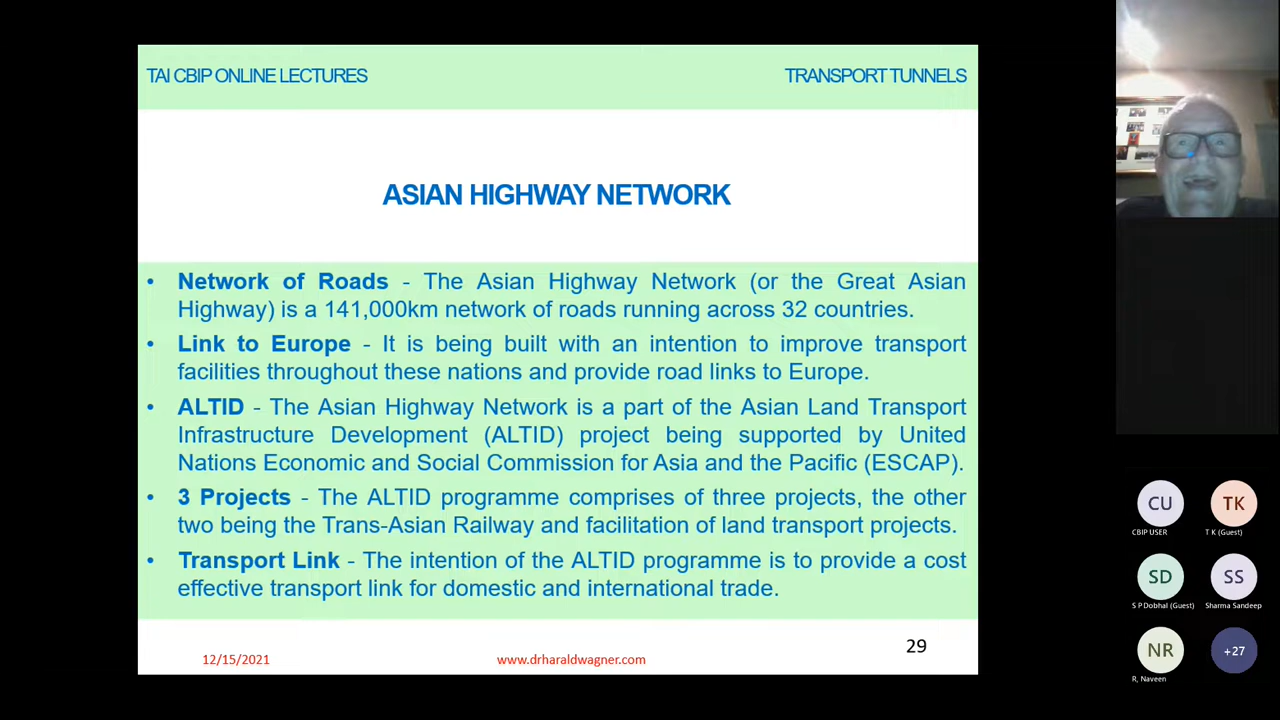 TAI CBIP ONLINE LECTURES
TRANSPORT TUNNELS
ASIAN HIGHWAY NETWORK
• Network of Roads - The Asian Highway Network (or the Great Asian
Highway) is a 141,000km network of roads running across 32 countries.
• Link to Europe - It is being built with an intention to improve transport
facilities throughout these nations and provide road links to Europe.
• ALTID - The Asian Highway Network is a part of the Asian Land Transport
Infrastructure Development (ALTID) project being supported by United
Nations Economic and Social Commission for Asia and the Pacific (ESCAP).
• 3 Projects - The ALTID programme comprises of three projects, the other
two being the Trans-Asian Railway and facilitation of land transport projects.
• Transport Link - The intention of the ALTID programme is to provide a cost
effective transport link for domestic and international trade.
12/15/2021
www.drharaldwagner.com
29
CU
TK
CBIP USER
T K (Guest)
SD
SS
S P Dobhal (Guest)
Sharma Sandeep
NR
+27
R, Naveen